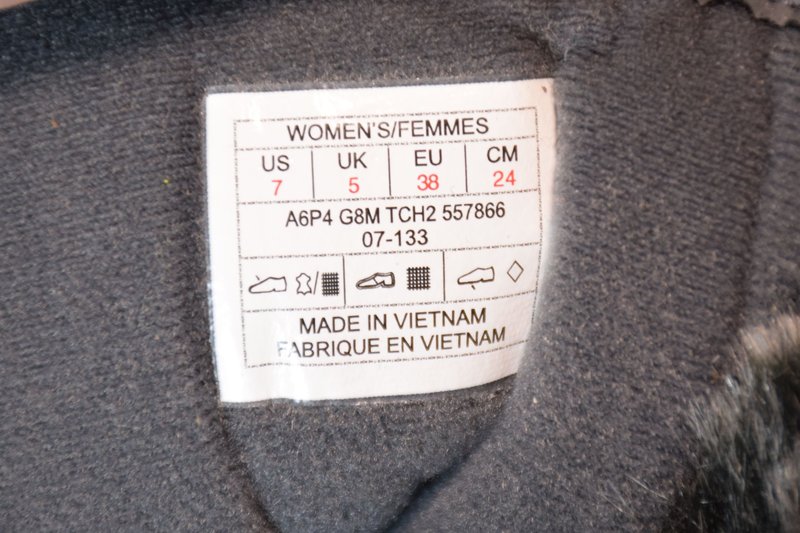 WOMEN'S/FEMMES
US UK EU CM
7 5 38 24
A6P4 G8M TCH2 557866
07-133
/
MADE IN VIETNAM
FABRIQUE EN VIETNAM